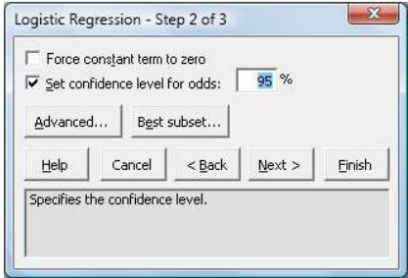 Logistic Regression - Step 2 of 3
Force constant term to zero
Set confidence level for odds: 95 %
Advanced... Best subset...
Help Cancel < Back Next > Finish
Specifies the confidence level.